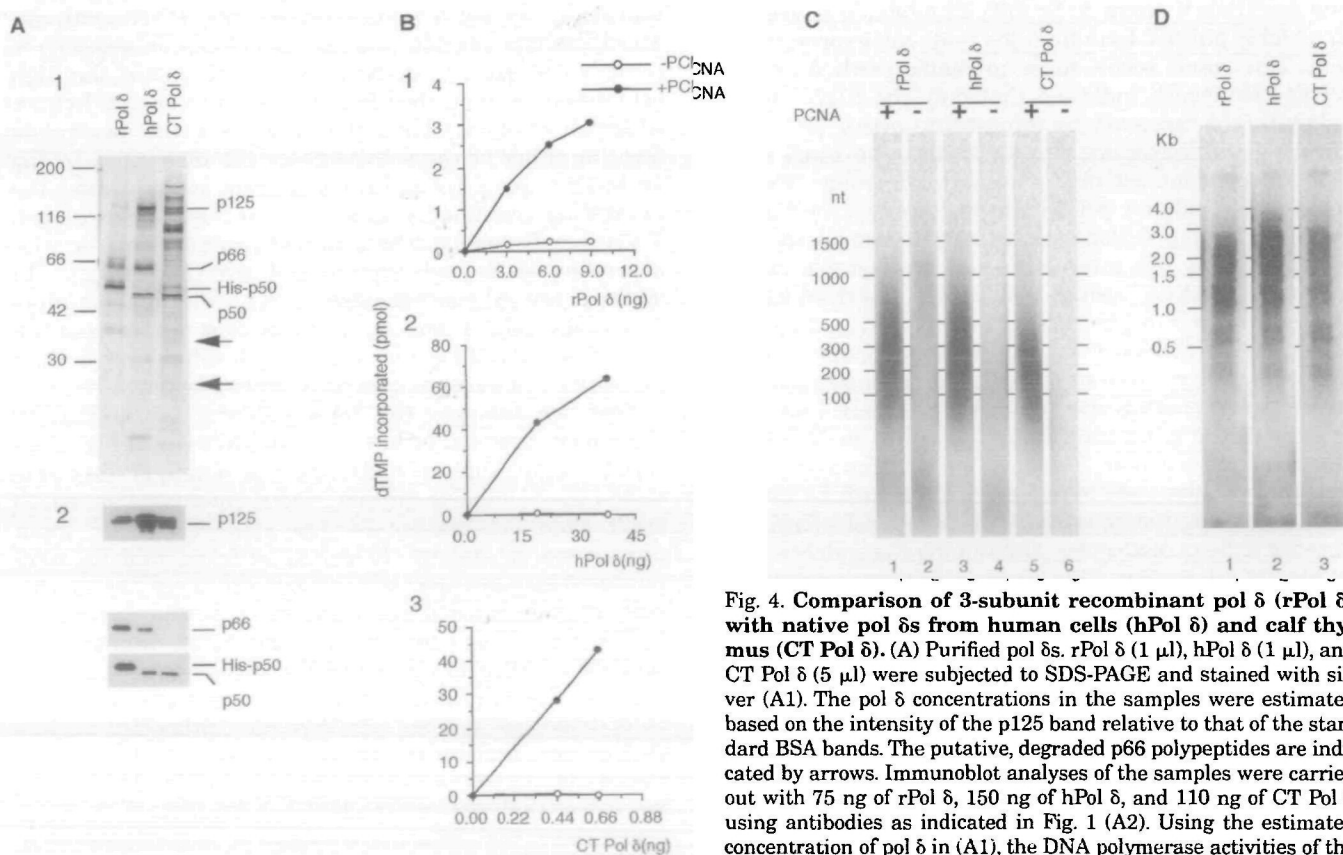 A
1
rPol δ
hPol δ
CT Pol δ
200
116
66
42
30
p125
p66
His-p50
p50
2
p125
p66
His-p50
p50
B
-PCNA
+PCNA
1
4
3
2
1
0
0.0 3.0 6.0 9.0 12.0
rPol δ (ng)
2
dTMP incorporated (pmol)
80
60
40
20
0
0.0 15 30 45
hPol δ(ng)
3
50
40
30
20
10
0
0.00 0.22 0.44 0.66 0.88
CT Pol δ(ng)
C
rPol δ
hPol δ
CT Pol δ
PCNA + - + - + -
nt
1500
1000
500
300
200
100
1 2 3 4 5 6
D
rPol δ
hPol δ
CT Pol δ
Kb
4.0
3.0
2.0
1.5
1.0
0.5
1 2 3
Fig. 4. Comparison of 3-subunit recombinant pol δ (rPol δ
with native pol δs from human cells (hPol δ) and calf thy
mus (CT Pol δ). (A) Purified pol δs. rPol δ (1 μl), hPol δ (1 μl), an
CT Pol δ (5 μl) were subjected to SDS-PAGE and stained with si
ver (A1). The pol δ concentrations in the samples were estimate
based on the intensity of the p125 band relative to that of the stan
dard BSA bands. The putative, degraded p66 polypeptides are indi
cated by arrows. Immunoblot analyses of the samples were carrie
out with 75 ng of rPol δ, 150 ng of hPol δ, and 110 ng of CT Pol
using antibodies as indicated in Fig. 1 (A2). Using the estimate
concentration of pol δ in (A1), the DNA polymerase activities of th